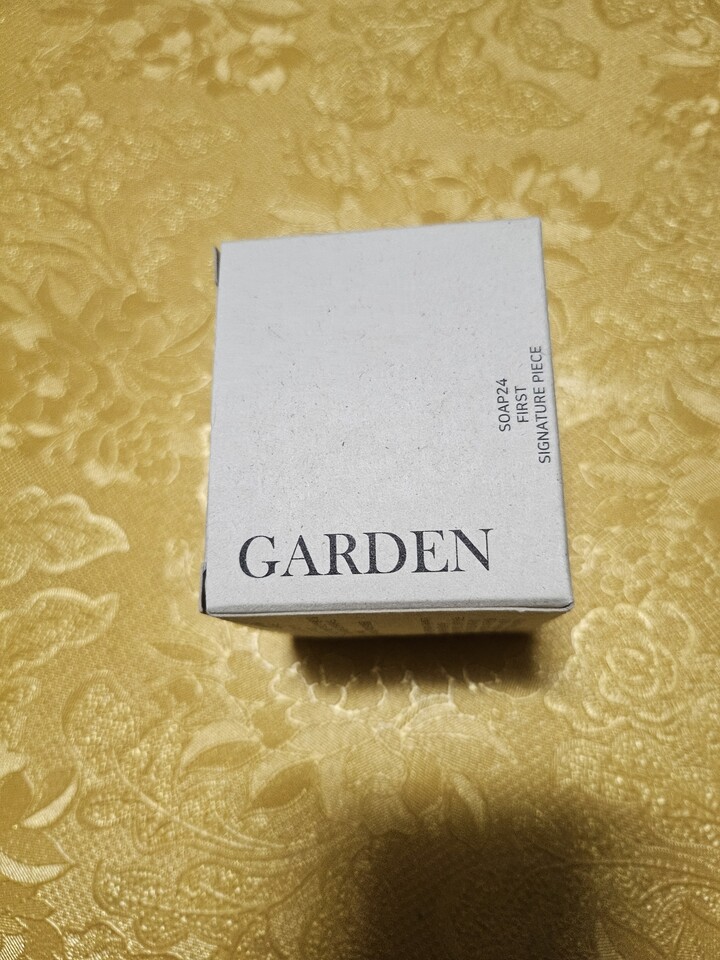 SOAP24
FIRST
SIGNATURE PIECE
GARDEN